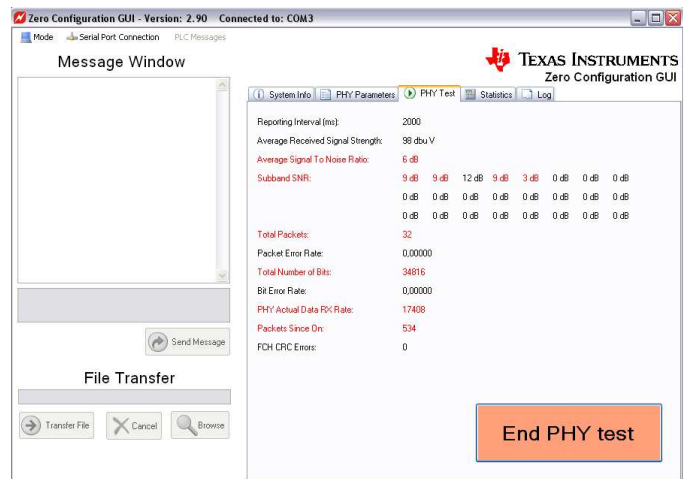 Zero Configuration GUI - Version: 2.90 Connected to: COM3
Mode Serial Port Connection PLC Messages
Message Window
TEXAS INSTRUMENTS
Zero Configuration GUI
System Info PHY Parameters PHY Test Statistics Log
Reporting Interval (ms): 2000
Average Received Signal Strength: 98 dbu V
Average Signal To Noise Ratio: 6 dB
Subband SNR: 9 dB 9 dB 12 dB 9 dB 3 dB 0 dB 0 dB 0 dB
0 dB 0 dB 0 dB 0 dB 0 dB 0 dB 0 dB 0 dB
0 dB 0 dB 0 dB 0 dB 0 dB 0 dB 0 dB 0 dB
Total Packets: 32
Packet Error Rate: 0,00000
Total Number of Bits: 34816
Bit Error Rate: 0,00000
PHY Actual Data RX Rate: 17408
Packets Since On: 534
FCH CRC Errors: 0
Send Message
File Transfer
Transfer File Cancel Browse
End PHY test